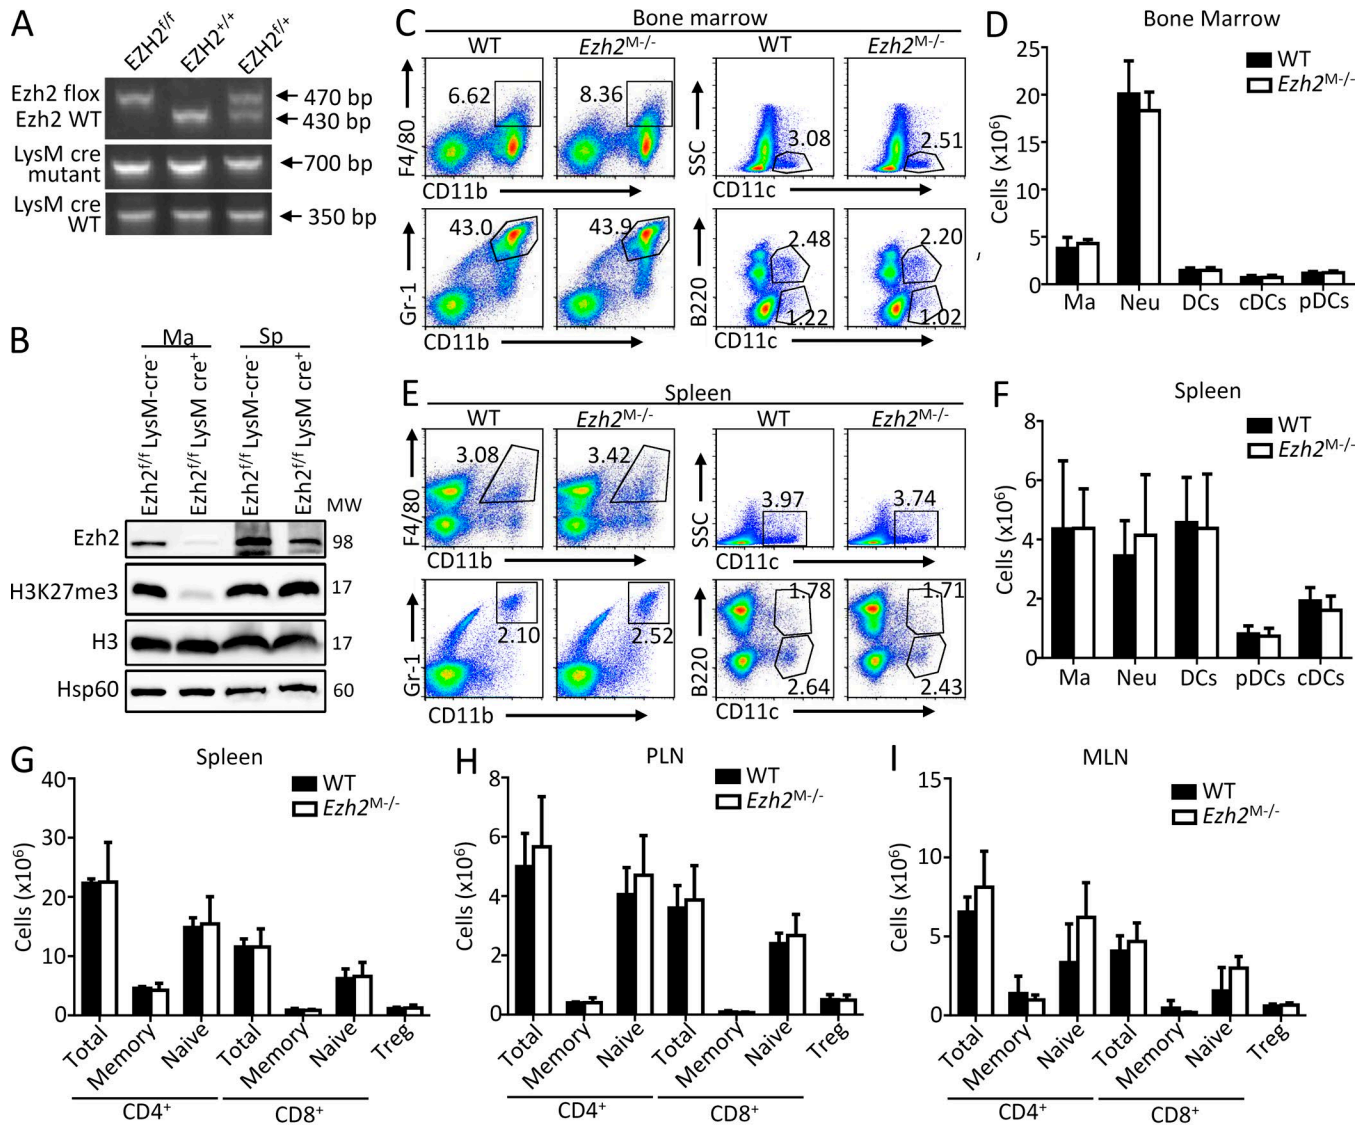 A
EZH2f/f
EZH2+/+
EZH2f/+
Ezh2 flox
470 bp
Ezh2 WT
430 bp
LysM cre
mutant
700 bp
LysM cre
WT
350 bp
B
Ma
Sp
Ezh2f/f LysM-cre-
Ezh2f/f LysM cre+
Ezh2f/f LysM-cre-
Ezh2f/f LysM cre+
MW
Ezh2
98
H3K27me3
17
H3
17
Hsp60
60
C
Bone marrow
WT
Ezh2M-/-
WT
Ezh2M-/-
F4/80
6.62
8.36
CD11b
SSC
3.08
2.51
CD11c
Gr-1
43.0
43.9
CD11b
B220
2.48
2.20
1.22
1.02
CD11c
D
Bone Marrow
WT
Ezh2M-/-
Cells (x106)
25
20
15
10
5
0
Ma Neu DCs cDCs pDCs
E
Spleen
WT
Ezh2M-/-
WT
Ezh2M-/-
F4/80
3.08
3.42
CD11b
SSC
3.97
3.74
CD11c
Gr-1
2.10
2.52
CD11b
B220
1.78
1.71
2.64
2.43
CD11c
F
Spleen
WT
Ezh2M-/-
Cells (x106)
8
6
4
2
0
Ma Neu DCs pDCs cDCs
G
Spleen
WT
Ezh2M-/-
Cells (x106)
40
30
20
10
0
Total Memory Naive Total Memory Naive Treg
CD4+ CD8+
H
PLN
WT
Ezh2M-/-
Cells (x106)
8
6
4
2
0
Total Memory Naive Total Memory Naive Treg
CD4+ CD8+
I
MLN
WT
Ezh2M-/-
Cells (x106)
15
10
5
0
Total Memory Naive Total Memory Naive Treg
CD4+ CD8+